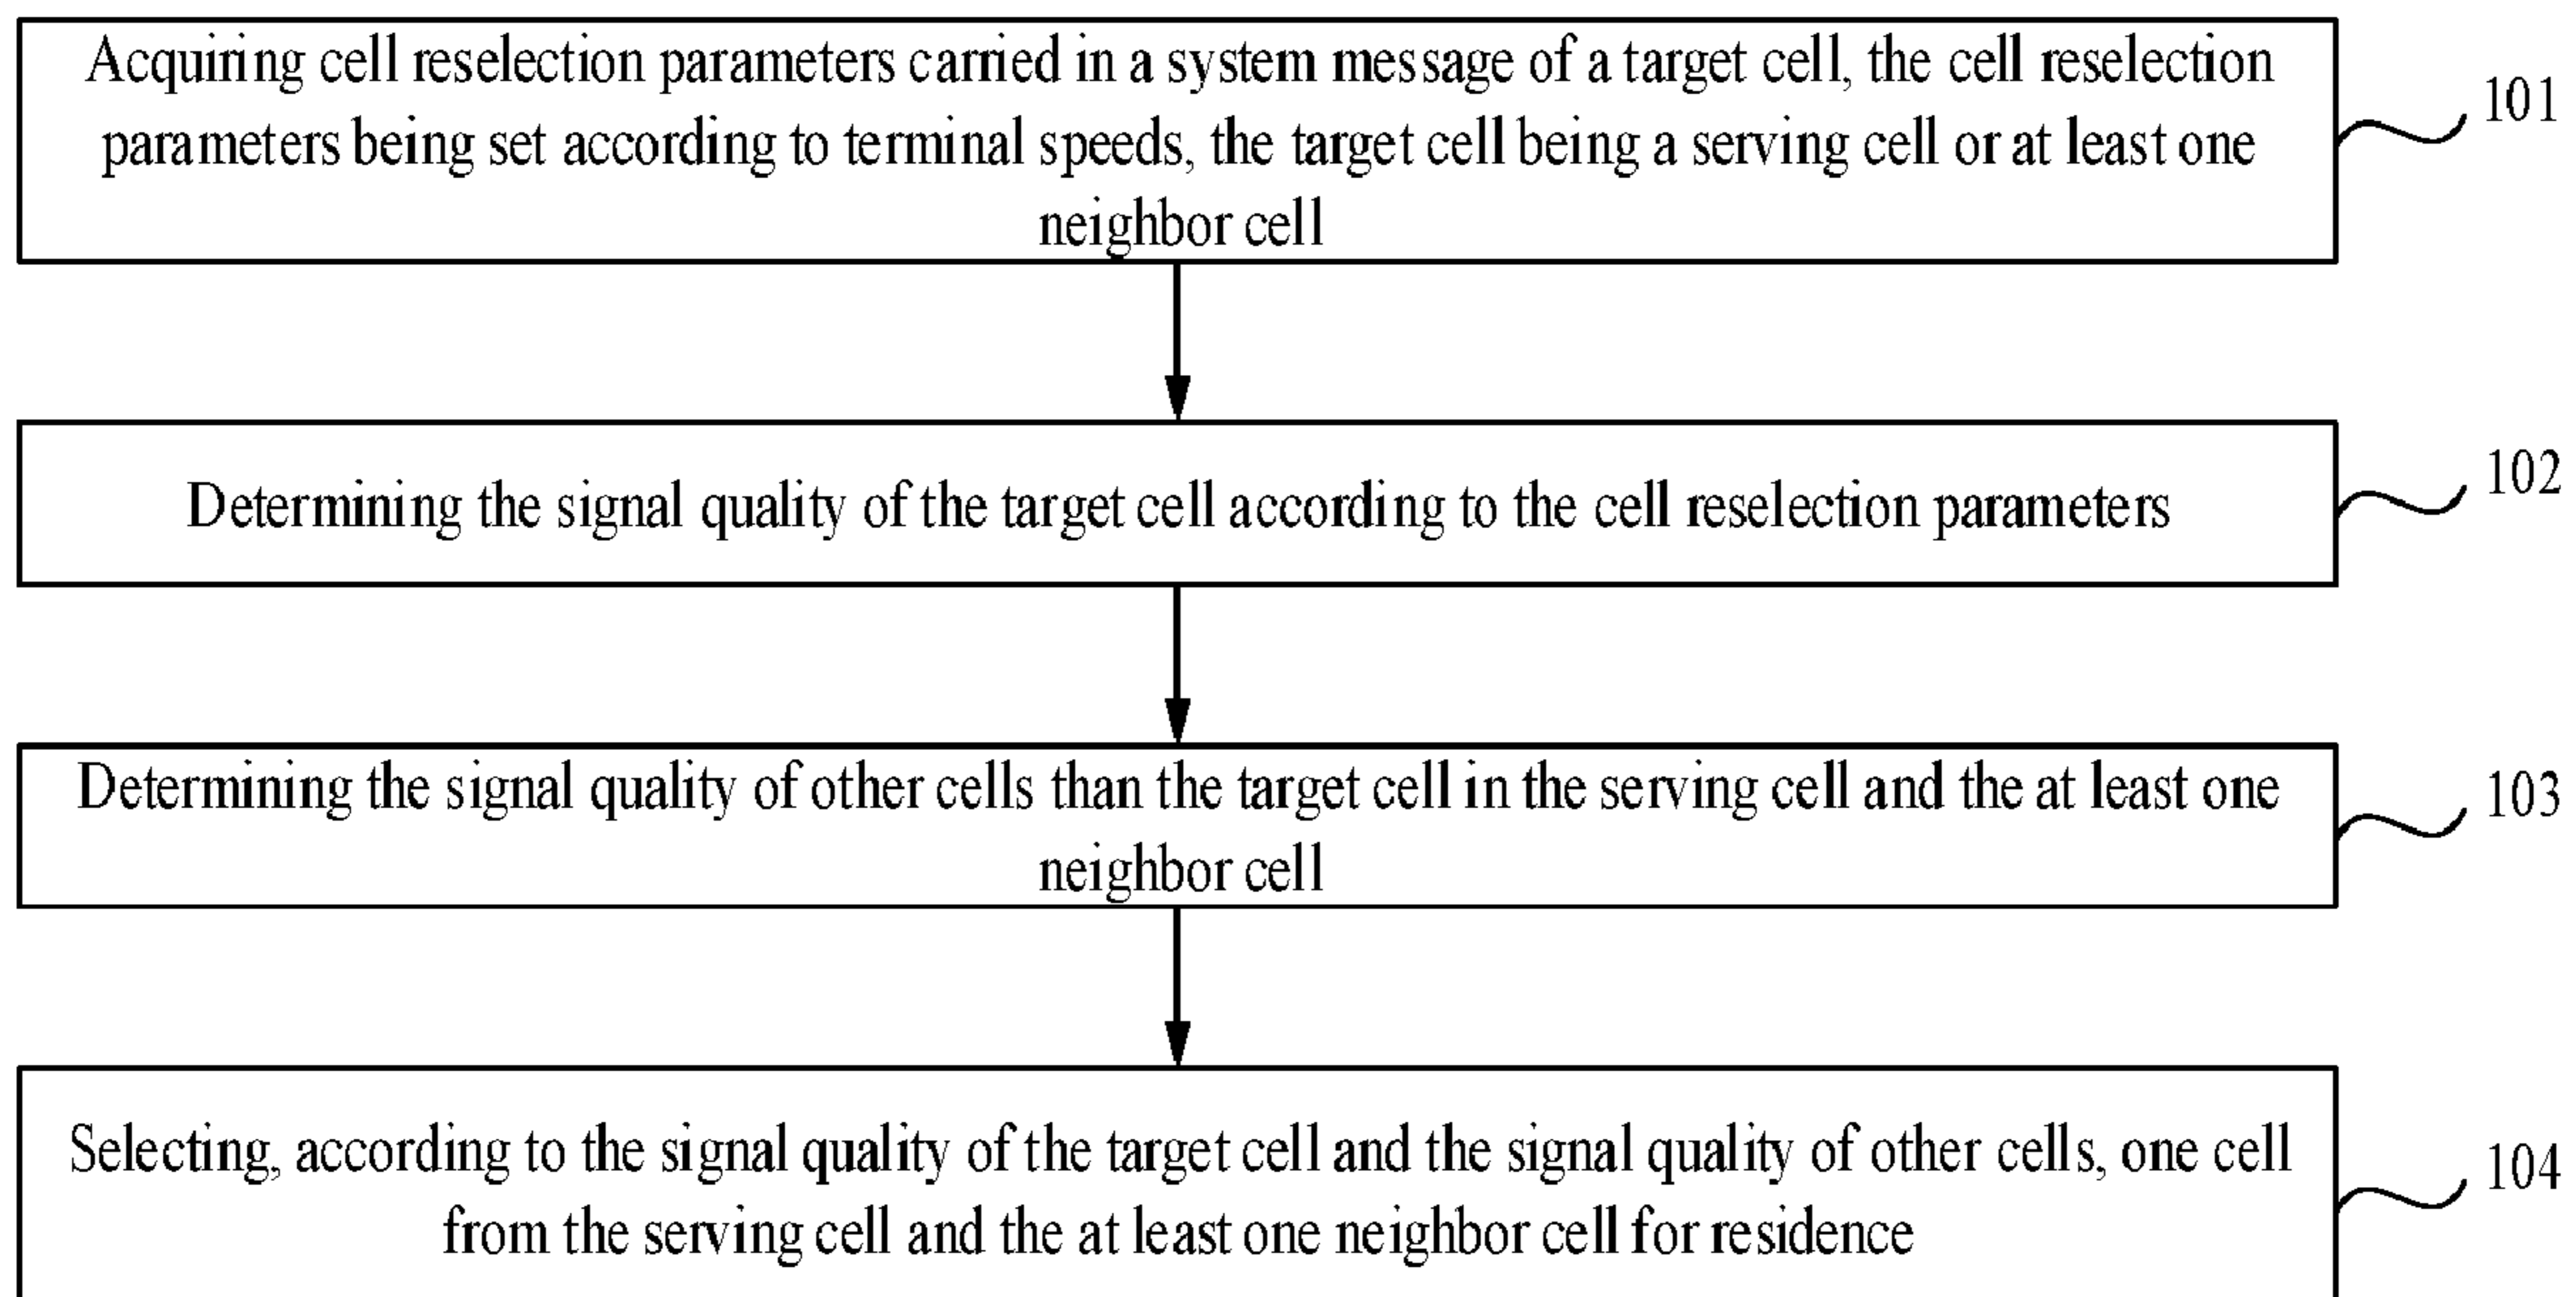 Acquiring cell reselection parameters carried in a system message of a target cell, the cell reselection
parameters being set according to terminal speeds, the target cell being a serving cell or at least one
neighbor cell
101
Determining the signal quality of the target cell according to the cell reselection parameters
102
Determining the signal quality of other cells than the target cell in the serving cell and the at least one
neighbor cell
103
Selecting, according to the signal quality of the target cell and the signal quality of other cells, one cell
from the serving cell and the at least one neighbor cell for residence
104